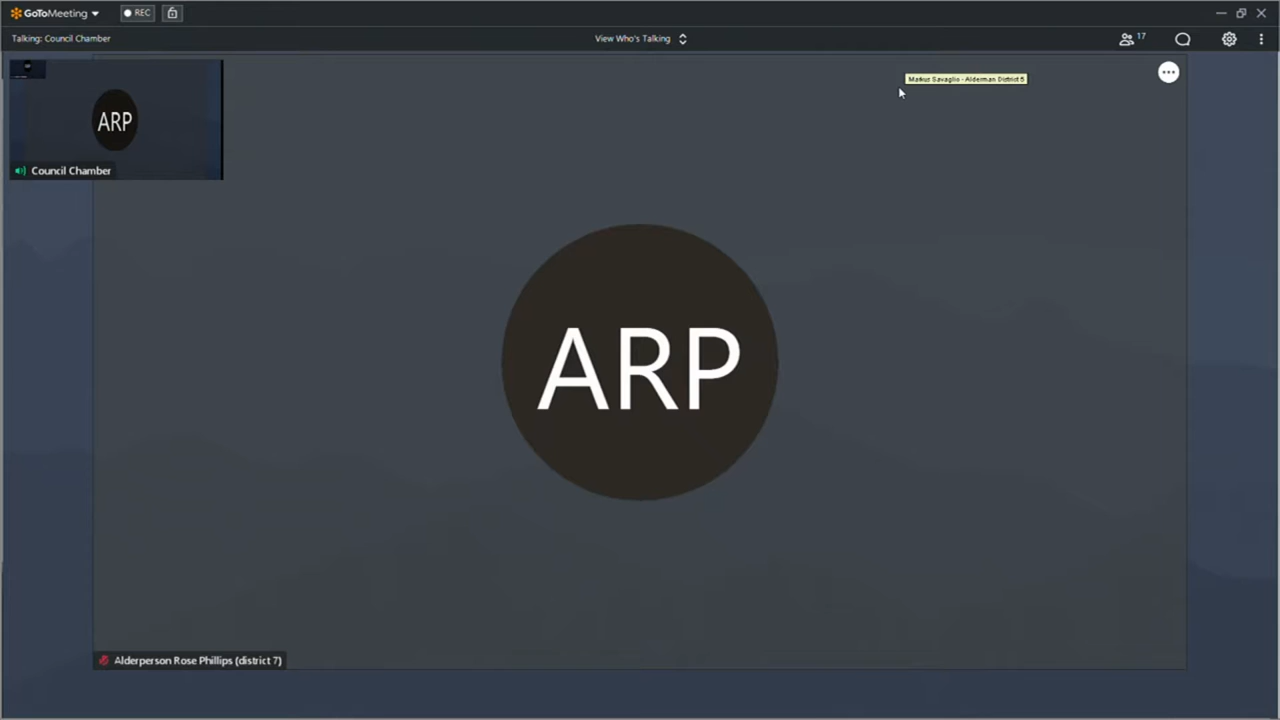 GoToMeeting
REC
Talking: Council Chamber
View Who's Talking
17
Markus Savaglio - Alderman District 5
ARP
Council Chamber
ARP
Alderperson Rose Phillips (district 7)